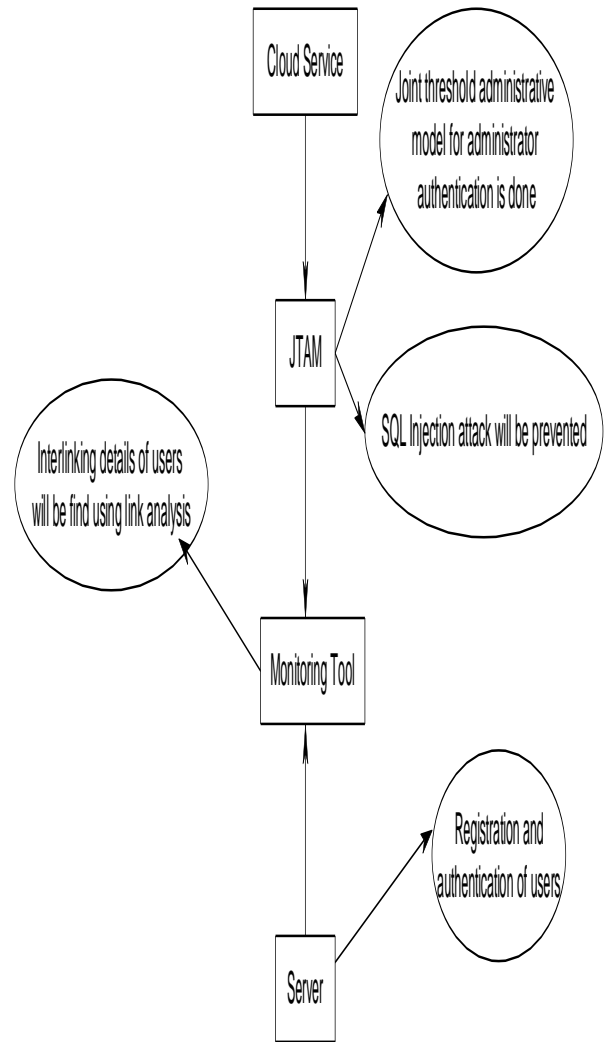 Cloud Service
Joint threshold administrative
model for administrator
authentication is done
JTAM
SQL Injection attack will be prevented
Interlinking details of users
will be find using link analysis
Monitoring Tool
Registration and
authentication of users
Server